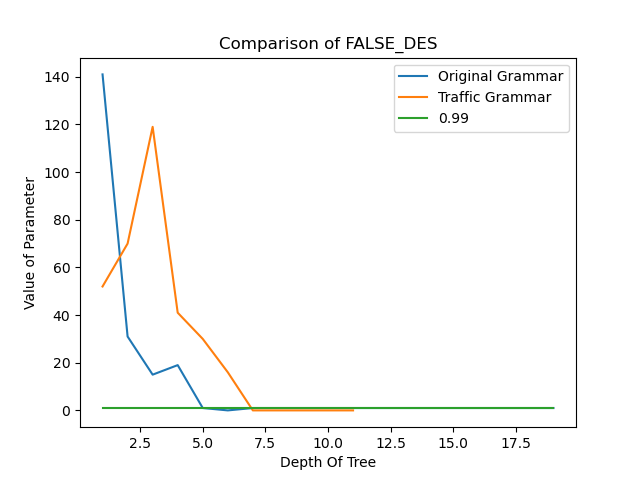 Comparison of FALSE_DES
Original Grammar
Traffic Grammar
0.99
140
120
100
80
60
40
20
0
Value of Parameter
2.5 5.0 7.5 10.0 12.5 15.0 17.5
Depth Of Tree